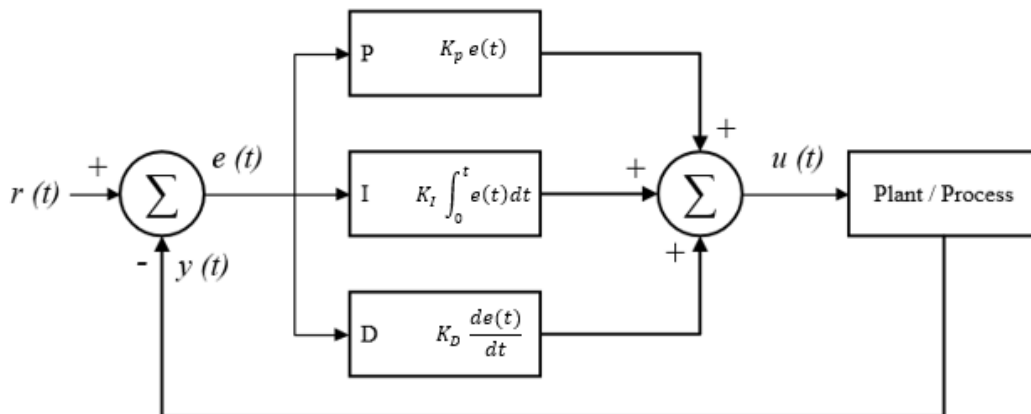 P K_p e(t)
+
+ e (t) + u (t)
r (t) ∑ I K_I ∫_0^t e(t)dt ∑ Plant / Process
- y (t) +
D K_D de(t)/dt